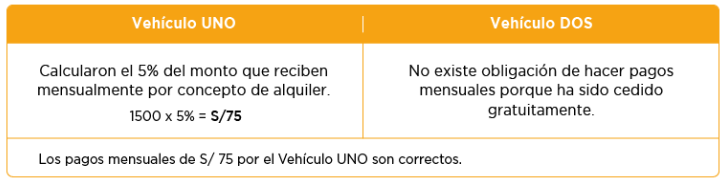 Vehículo UNO
Vehículo DOS
Calcularon el 5% del monto que reciben
mensualmente por concepto de alquiler.
1500 x 5% = S/75
No existe obligación de hacer pagos
mensuales porque ha sido cedido
gratuitamente.
Los pagos mensuales de S/ 75 por el Vehículo UNO son correctos.